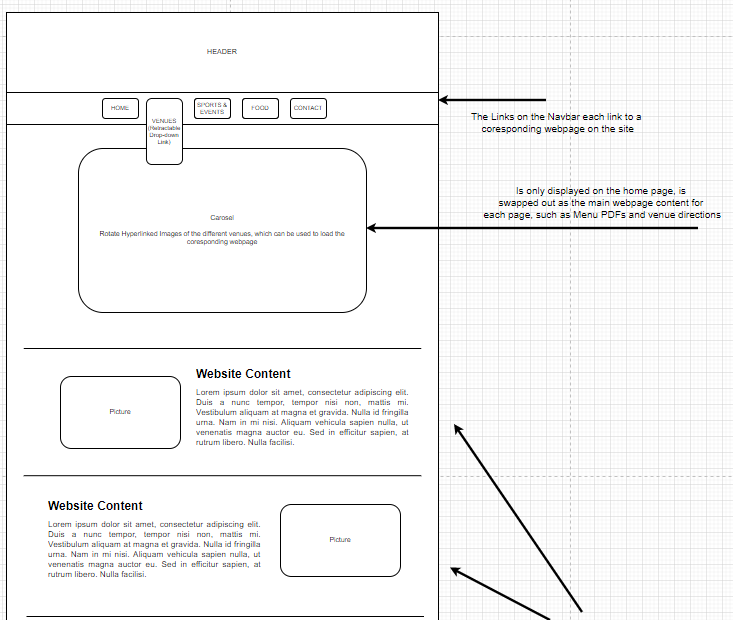 HEADER
HOME
VENUES
(Retractable
Drop-down
Link)
SPORTS &
EVENTS
FOOD
CONTACT
The Links on the Navbar each link to a
coresponding webpage on the site
Is only displayed on the home page, is
swapped out as the main webpage content for
each page, such as Menu PDFs and venue directions
Carosel
Rotate Hyperlinked Images of the different venues, which can be used to load the
coresponding webpage
Picture
Website Content
Lorem ipsum dolor sit amet, consectetur adipiscing elit.
Duis a nunc tempor, tempor nisi non, mattis mi.
Vestibulum aliquam at magna et gravida. Nulla id fringilla
urna. Nam in mi nisi. Aliquam vehicula sapien nulla, ut
venenatis magna auctor eu. Sed in efficitur sapien, at
rutrum libero. Nulla facilisi.
Website Content
Lorem ipsum dolor sit amet, consectetur adipiscing elit.
Duis a nunc tempor, tempor nisi non, mattis mi.
Vestibulum aliquam at magna et gravida. Nulla id fringilla
urna. Nam in mi nisi. Aliquam vehicula sapien nulla, ut
venenatis magna auctor eu. Sed in efficitur sapien, at
rutrum libero. Nulla facilisi.
Picture